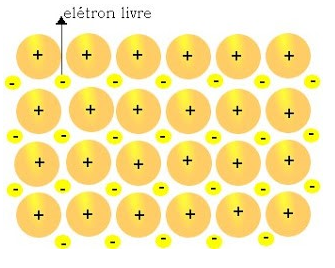 elétron livre
+ + + + + +
- - - - - - -
+ + + + + +
- - - - - - -
+ + + + + +
- - - - - - -
+ + + + + +
- - - - -